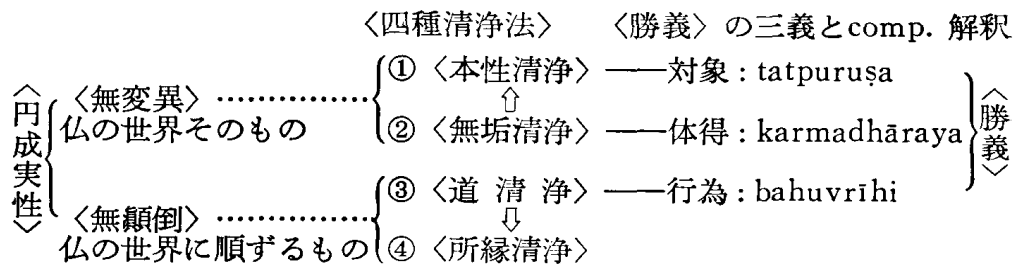 〈四種清浄法〉 〈勝義〉の三義とcomp. 解釈
① 〈本性清浄〉——対象：tatpuruṣa
〈無変異〉……………
⇧
仏の世界そのもの
② 〈無垢清浄〉——体得：karmadhāraya
〈円成実性〉
〈勝義〉
③ 〈道清浄〉——行為：bahuvrīhi
〈無顚倒〉……………
⇩
仏の世界に順ずるもの
④ 〈所縁清浄〉